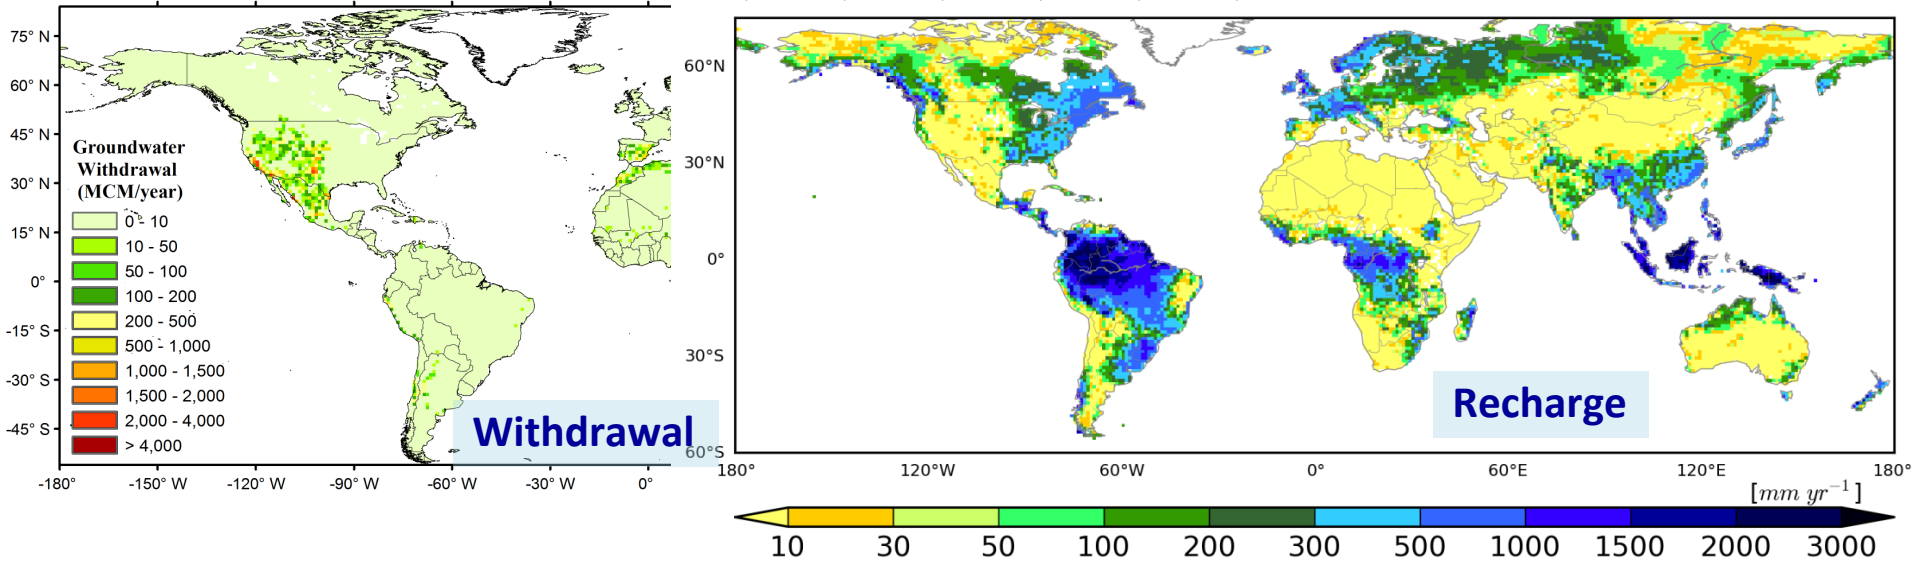 75° N
60° N
45° N
30° N
15° N
0°
-15° S
-30° S
-45° S
Groundwater
Withdrawal
(MCM/year)
0 - 10
10 - 50
50 - 100
100 - 200
200 - 500
500 - 1,000
1,000 - 1,500
1,500 - 2,000
2,000 - 4,000
> 4,000
-180° -150° W -120° W -90° W -60° W -30° W 0°
Withdrawal
60°N
30°N
0°
30°S
60°S
180° 120°W 60°W 0° 60°E 120°E 180°
Recharge
[mm yr⁻¹]
10 30 50 100 200 300 500 1000 1500 2000 3000